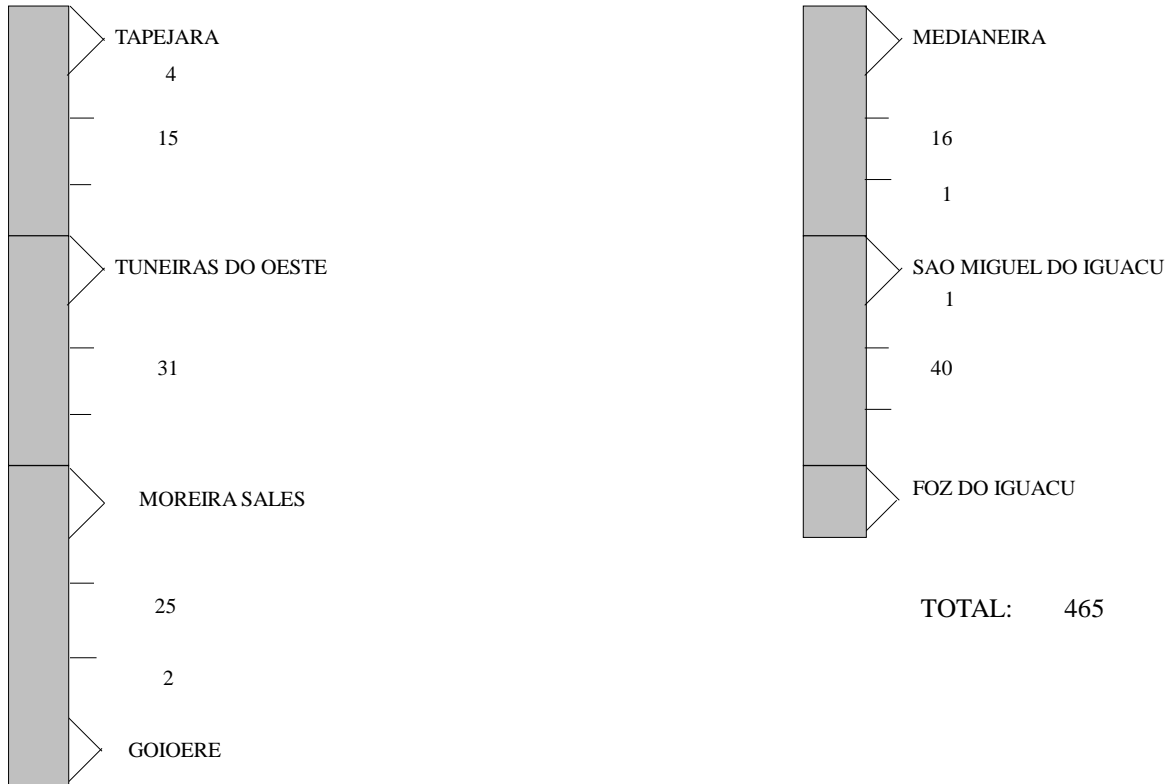 TAPEJARA
4
15
TUNEIRAS DO OESTE
31
MOREIRA SALES
25
2
GOIOERE
MEDIANEIRA
16
1
SAO MIGUEL DO IGUACU
1
40
FOZ DO IGUACU
TOTAL: 465